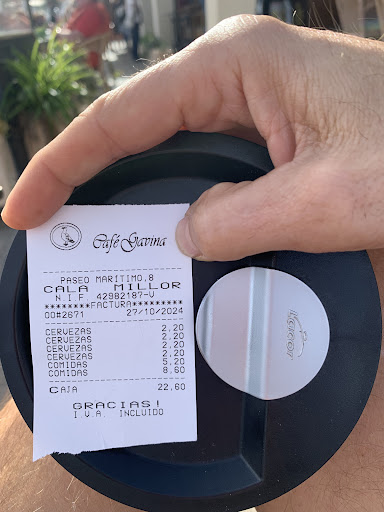 Café Gavina
PASEO MARITIMO,8
CALA MILLOR
N.I.F. 42982187-V
*********FACTURA*********
00#2671 27/10/2024
CERVEZAS 2.20
CERVEZAS 2.20
CERVEZAS 2.20
CERVEZAS 2.20
COMIDAS 5.20
COMIDAS 8.60
CAJA 22.60
GRACIAS!
I.V.A. INCLUIDO